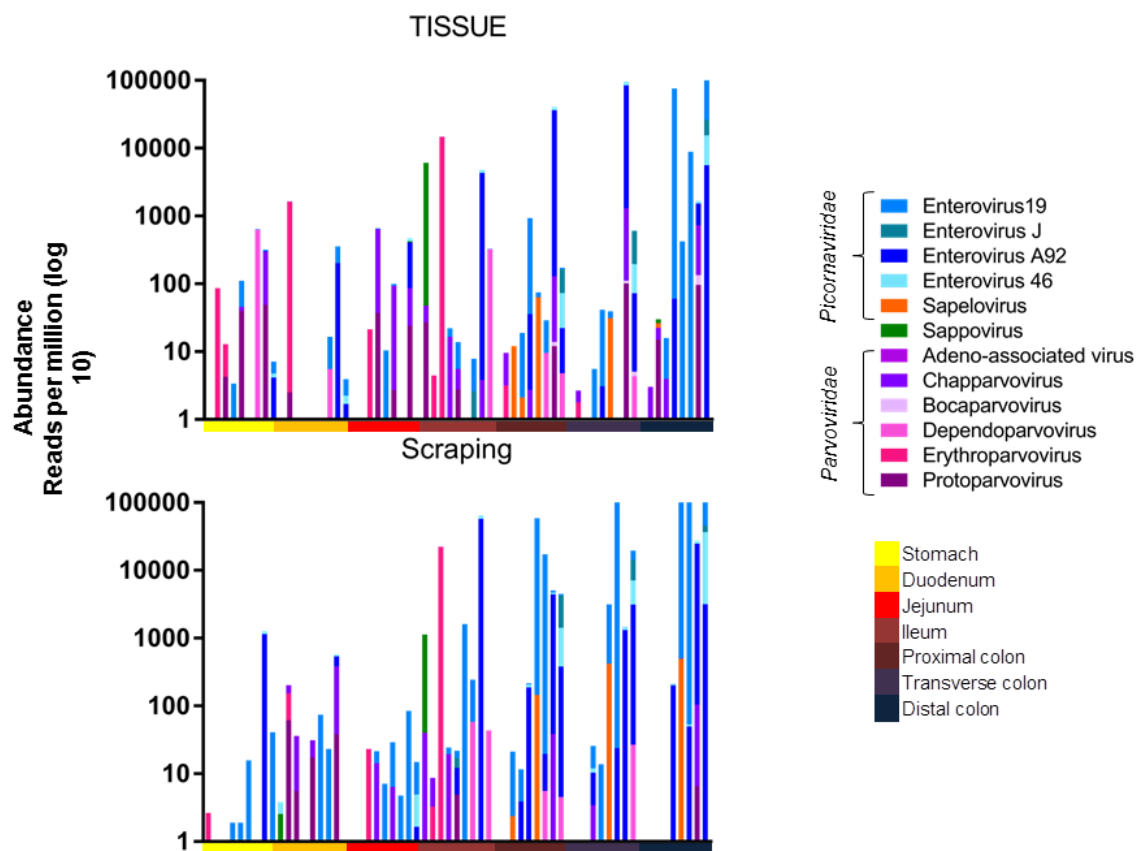 TISSUE
Abundance
Reads per million (log
10)
100000
10000
1000
100
10
1
Scraping
100000
10000
1000
100
10
1
Picornaviridae
Enterovirus19
Enterovirus J
Enterovirus A92
Enterovirus 46
Sapelovirus
Sappovirus
Parvoviridae
Adeno-associated virus
Chapparvovirus
Bocaparvovirus
Dependoparvovirus
Erythroparvovirus
Protoparvovirus
Stomach
Duodenum
Jejunum
Ileum
Proximal colon
Transverse colon
Distal colon